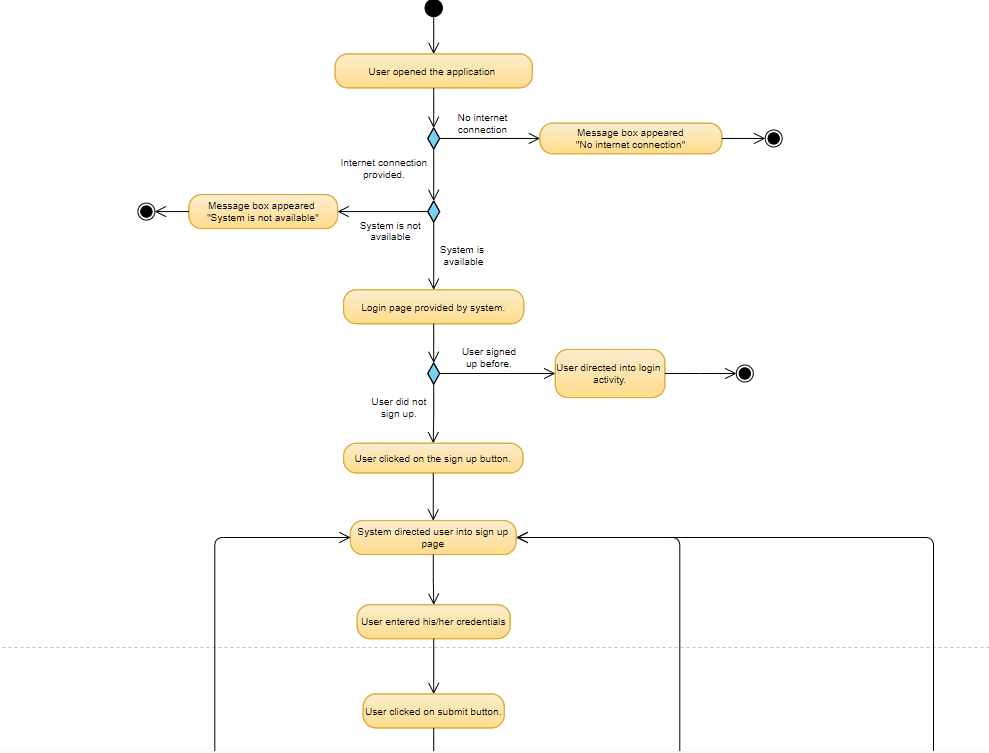 User opened the application
No internet
connection
Message box appeared
"No internet connection"
Internet connection
provided.
Message box appeared
"System is not available"
System is not
available
System is
available
Login page provided by system.
User signed
up before.
User directed into login
activity.
User did not
sign up.
User clicked on the sign up button.
System directed user into sign up
page
User entered his/her credentials
User clicked on submit button.